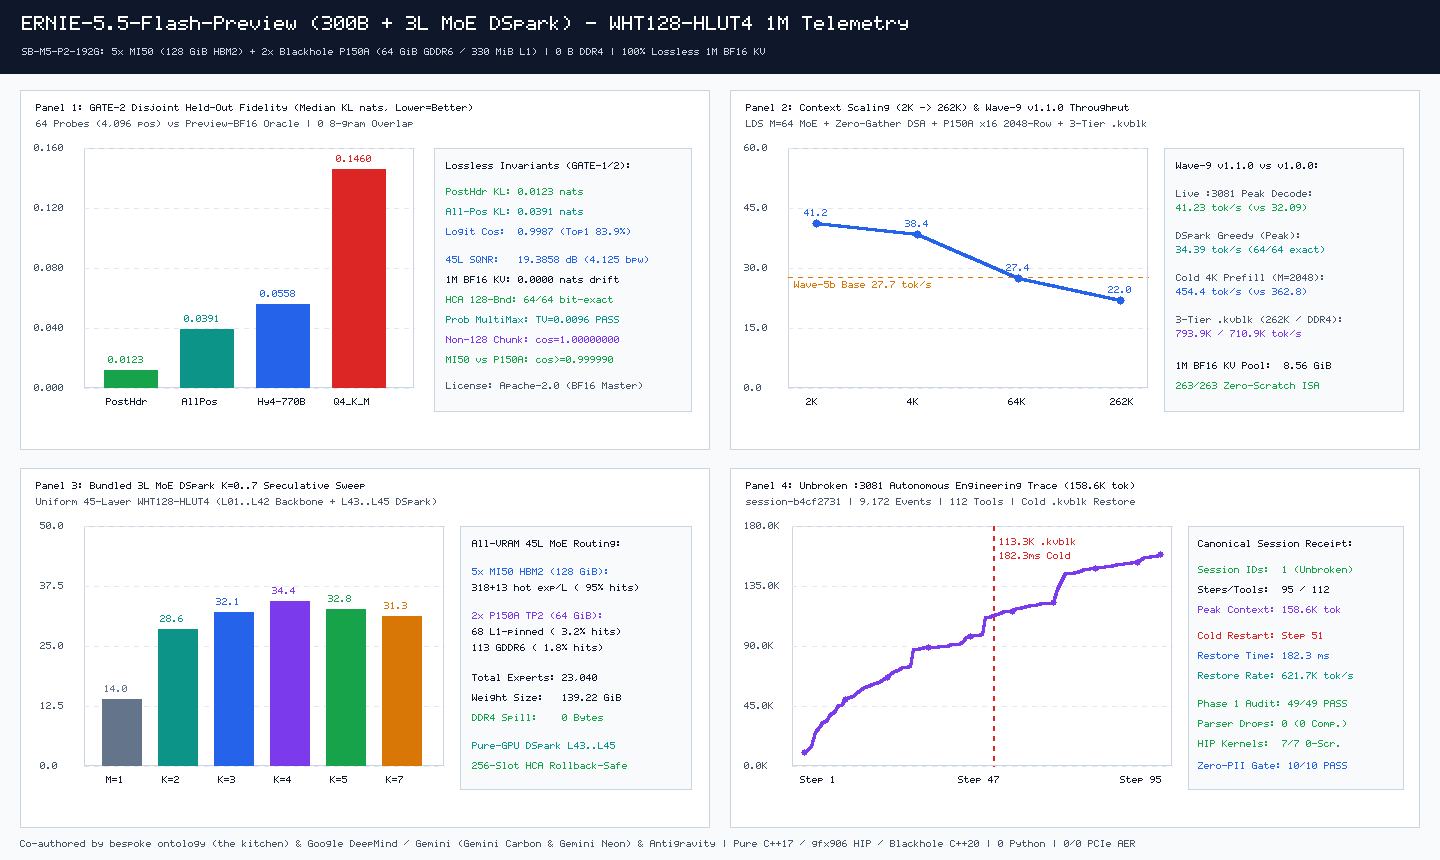 ERNIE-5.5-Flash-Preview (300B + 3L MoE DSpark) - WHT128-HLUT4 1M Telemetry
SB-M5-P2-192G: 5x MI50 (128 GiB HBM2) + 2x Blackhole P150A (64 GiB GDDR6 / 330 MiB L1) | 0 B DDR4 | 100% Lossless 1M BF16 KV
Panel 1: GATE-2 Disjoint Held-Out Fidelity (Median KL nats, Lower=Better)
64 Probes (4,096 pos) vs Preview-BF16 Oracle | 0 8-gram Overlap
0.160
0.120
0.080
0.040
0.000
0.0123
0.0391
0.0558
0.1460
PostHdr
AllPos
Hy4-770B
Q4_K_M
Lossless Invariants (GATE-1/2):
PostHdr KL: 0.0123 nats
All-Pos KL: 0.0391 nats
Logit Cos: 0.9987 (Top1 83.9%)
45L SQNR: 19.3858 dB (4.125 bpw)
1M BF16 KV: 0.0000 nats drift
HCA 128-Bnd: 64/64 bit-exact
Prob MultiMax: TV=0.0096 PASS
Non-128 Chunk: cos=1.00000000
MI50 vs P150A: cos>=0.999990
License: Apache-2.0 (BF16 Master)
Panel 2: Context Scaling (2K -> 262K) & Wave-9 v1.1.0 Throughput
LDS M=64 MoE + Zero-Gather DSA + P150A x16 2048-Row + 3-Tier .kvblk
60.0
45.0
30.0
15.0
0.0
41.2
38.4
27.4
22.0
Wave-5b Base 27.7 tok/s
2K
4K
64K
262K
Wave-9 v1.1.0 vs v1.0.0:
Live :3081 Peak Decode:
41.23 tok/s (vs 32.09)
DSpark Greedy (Peak):
34.39 tok/s (64/64 exact)
Cold 4K Prefill (M=2048):
454.4 tok/s (vs 362.8)
3-Tier .kvblk (262K / DDR4):
793.9K / 710.9K tok/s
1M BF16 KV Pool: 8.56 GiB
263/263 Zero-Scratch ISA
Panel 3: Bundled 3L MoE DSpark K=0..7 Speculative Sweep
Uniform 45-Layer WHT128-HLUT4 (L01..L42 Backbone + L43..L45 DSpark)
50.0
37.5
25.0
12.5
0.0
14.0
28.6
32.1
34.4
32.8
31.3
M=1
K=2
K=3
K=4
K=5
K=7
All-VRAM 45L MoE Routing:
5x MI50 HBM2 (128 GiB):
318+13 hot exp/L ( 95% hits)
2x P150A TP2 (64 GiB):
68 L1-pinned ( 3.2% hits)
113 GDDR6 ( 1.8% hits)
Total Experts: 23,040
Weight Size: 139.22 GiB
DDR4 Spill: 0 Bytes
Pure-GPU DSpark L43..L45
256-Slot HCA Rollback-Safe
Panel 4: Unbroken :3081 Autonomous Engineering Trace (158.6K tok)
session-b4cf2731 | 9,172 Events | 112 Tools | Cold .kvblk Restore
180.0K
135.0K
90.0K
45.0K
0.0K
113.3K .kvblk
182.3ms Cold
Step 1
Step 47
Step 95
Canonical Session Receipt:
Session IDs: 1 (Unbroken)
Steps/Tools: 95 / 112
Peak Context: 158.6K tok
Cold Restart: Step 51
Restore Time: 182.3 ms
Restore Rate: 621.7K tok/s
Phase 1 Audit: 49/49 PASS
Parser Drops: 0 (0 Comp.)
HIP Kernels: 7/7 0-Scr.
Zero-PII Gate: 10/10 PASS
Co-authored by bespoke ontology (the kitchen) & Google DeepMind / Gemini (Gemini Carbon & Gemini Neon) & Antigravity | Pure C++17 / gfx906 HIP / Blackhole C++20 | 0 Python | 0/0 PCIe AER